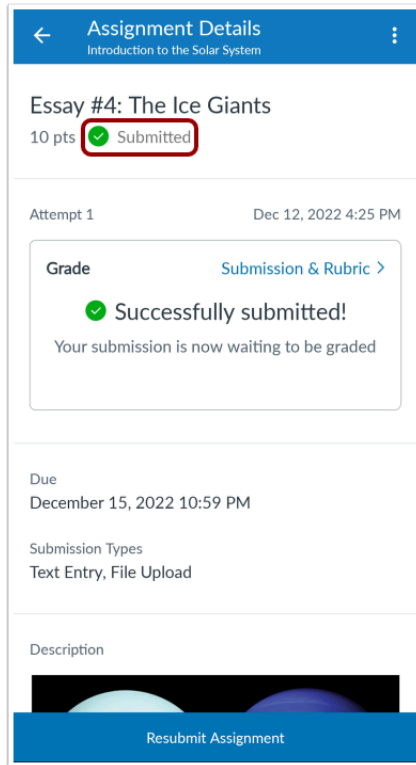 Assignment Details
Introduction to the Solar System
Essay #4: The Ice Giants
10 pts Submitted
Attempt 1 Dec 12, 2022 4:25 PM
Grade Submission & Rubric >
Successfully submitted!
Your submission is now waiting to be graded
Due
December 15, 2022 10:59 PM
Submission Types
Text Entry, File Upload
Description
Resubmit Assignment